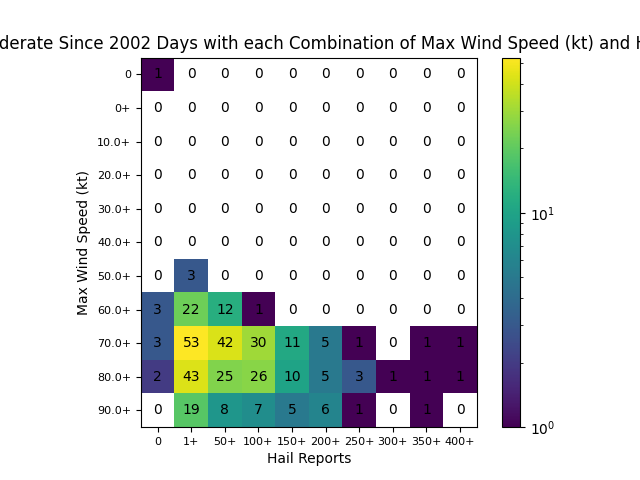 derate Since 2002 Days with each Combination of Max Wind Speed (kt) and H
Max Wind Speed (kt)
0 1 0 0 0 0 0 0 0 0 0
0+ 0 0 0 0 0 0 0 0 0 0
10.0+ 0 0 0 0 0 0 0 0 0 0
20.0+ 0 0 0 0 0 0 0 0 0 0
30.0+ 0 0 0 0 0 0 0 0 0 0
40.0+ 0 0 0 0 0 0 0 0 0 0
50.0+ 0 3 0 0 0 0 0 0 0 0
60.0+ 3 22 12 1 0 0 0 0 0 0
70.0+ 3 53 42 30 11 5 1 0 1 1
80.0+ 2 43 25 26 10 5 3 1 1 1
90.0+ 0 19 8 7 5 6 1 0 1 0
0 1+ 50+ 100+ 150+ 200+ 250+ 300+ 350+ 400+
Hail Reports
10¹
10⁰